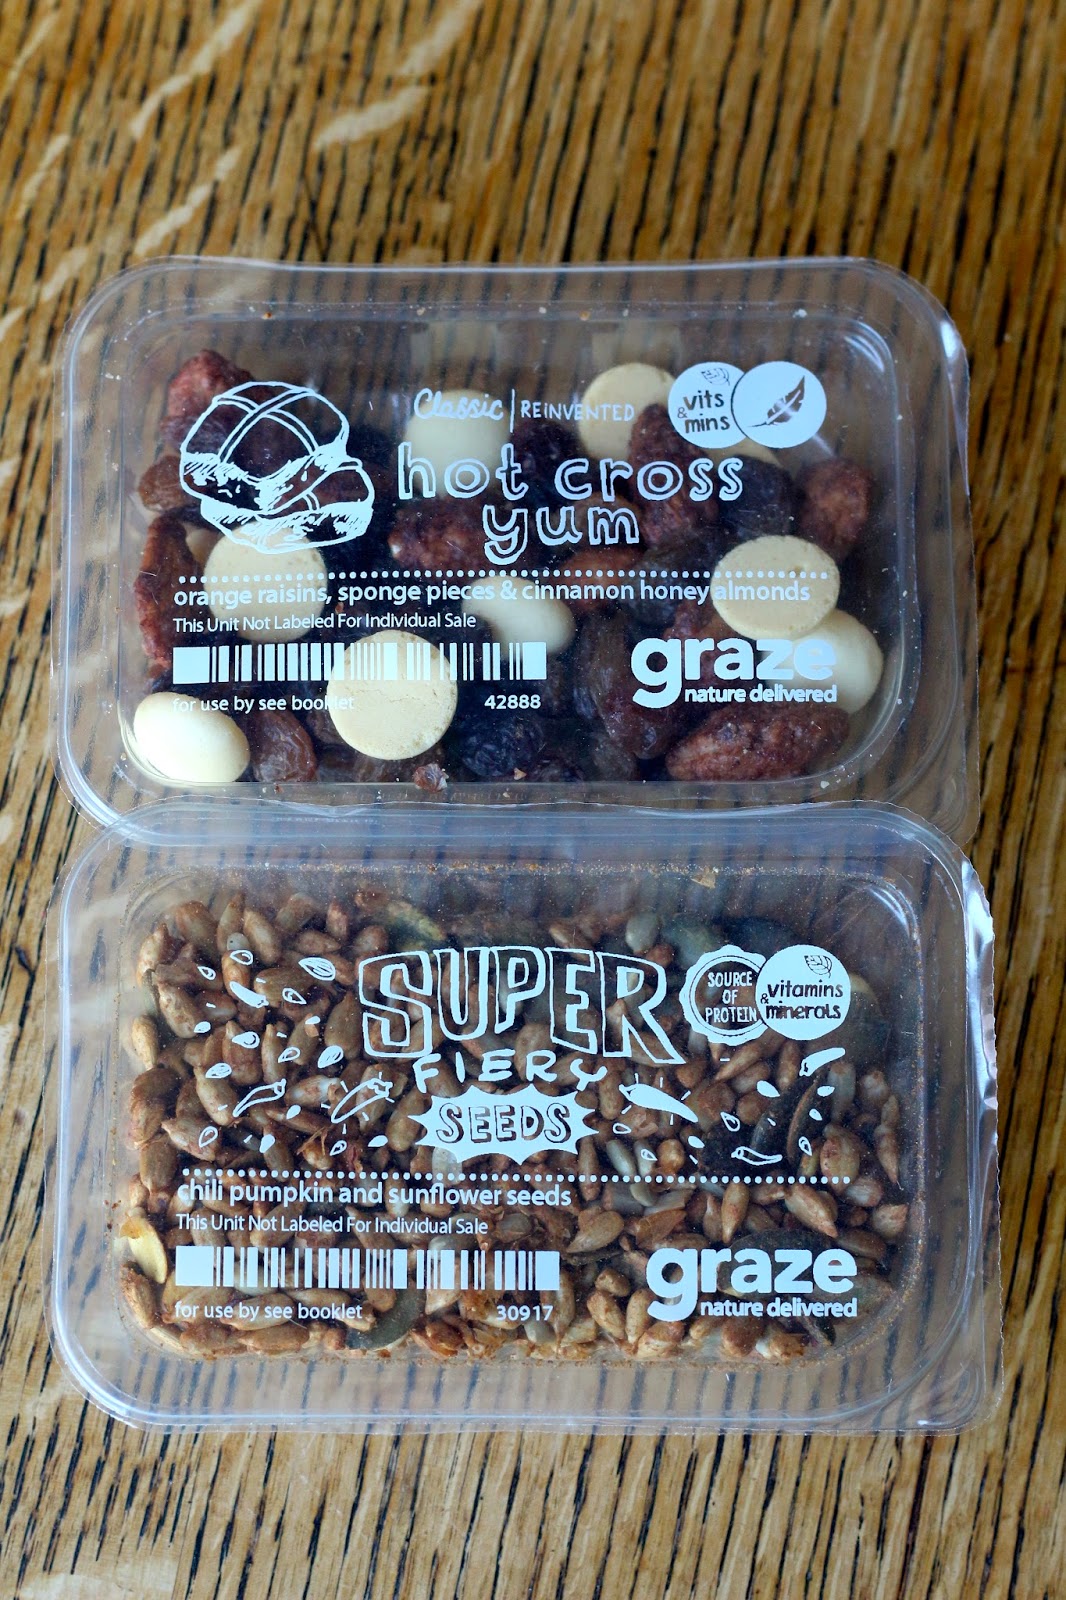 Classic | REINVENTED
vits
& mins
hot cross
yum
orange raisins, sponge pieces & cinnamon honey almonds
This Unit Not Labeled For Individual Sale
for use by see booklet
42888
graze
nature delivered
SUPER
FIERY
SEEDS
SOURCE
OF
PROTEIN
vitamins
& minerals
chili pumpkin and sunflower seeds
This Unit Not Labeled For Individual Sale
for use by see booklet
30917
graze
nature delivered